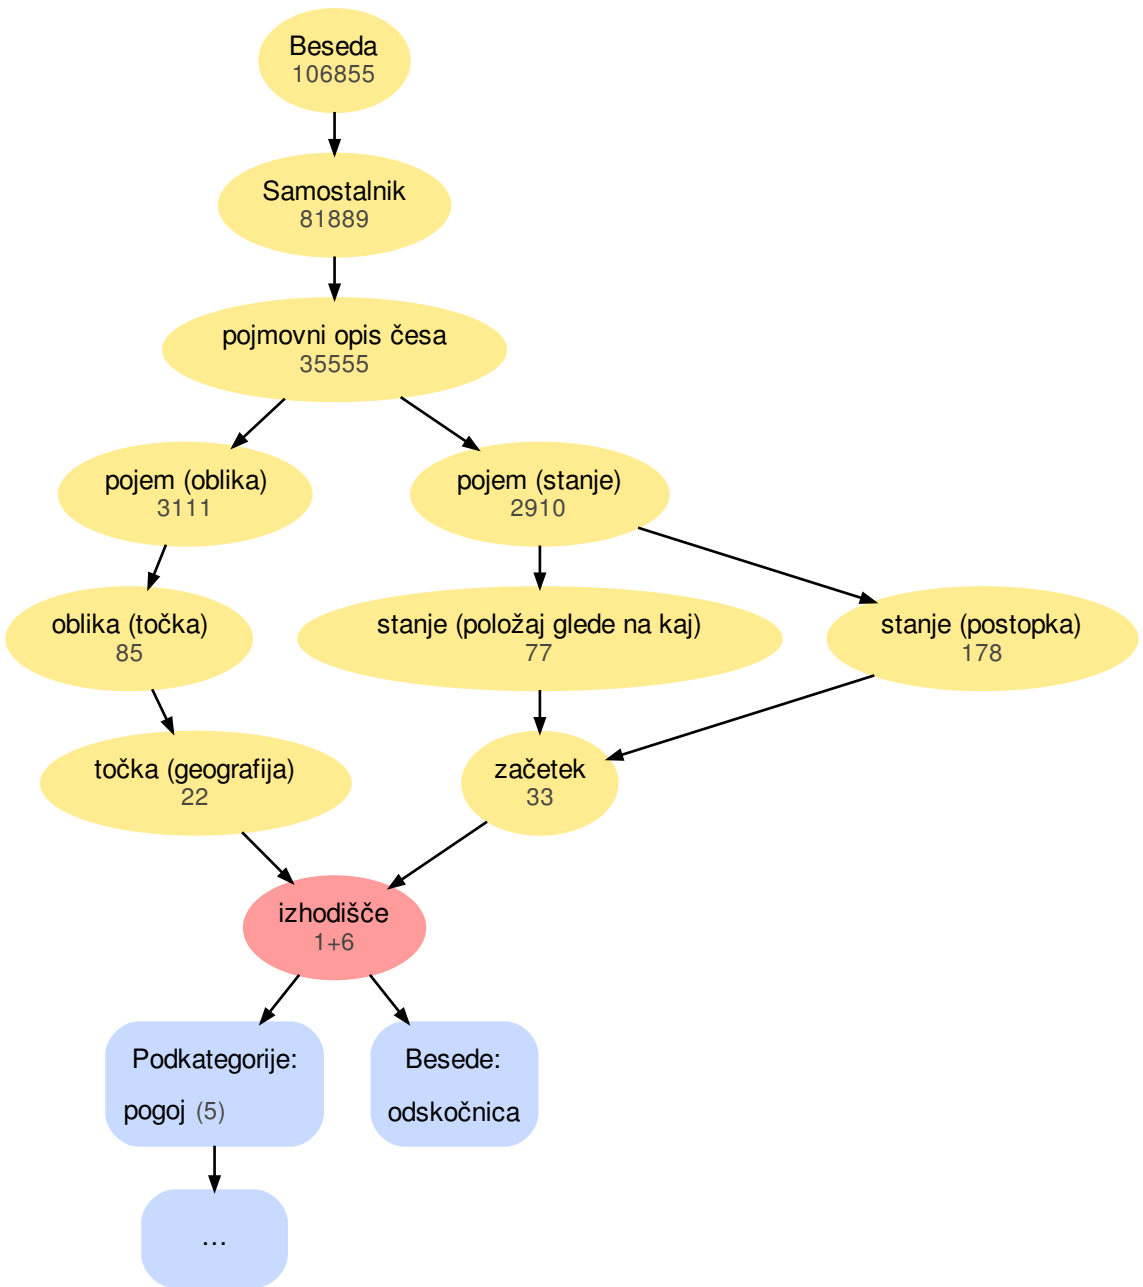 Beseda
106855
Samostalnik
81889
pojmovni opis česa
35555
pojem (oblika)
3111
pojem (stanje)
2910
oblika (točka)
85
stanje (položaj glede na kaj)
77
stanje (postopka)
178
točka (geografija)
22
začetek
33
izhodišče
1+6
Podkategorije:
pogoj (5)
Besede:
odskočnica
...